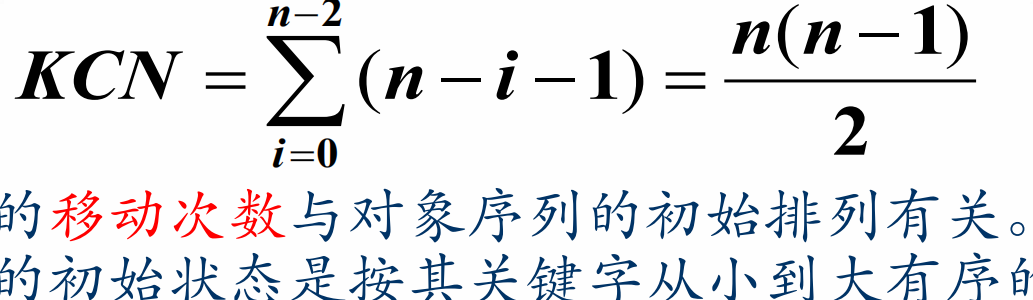 KCN = \sum_{i=0}^{n-2} (n - i - 1) = \frac{n(n-1)}{2}
的移动次数与对象序列的初始排列有关。
的初始状态是按其关键字从小到大有序的